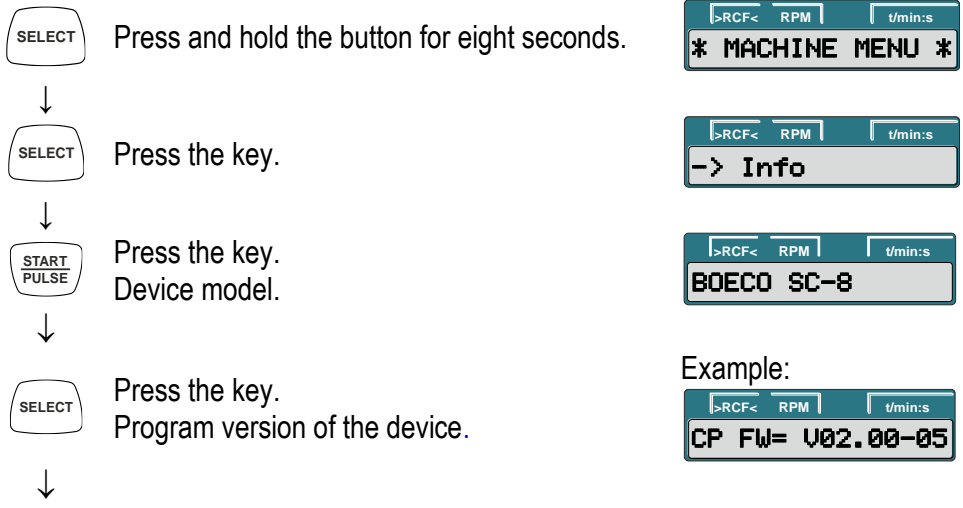 SELECT
Press and hold the button for eight seconds.
>RCF< RPM t/min:s
* MACHINE MENU *
↓
SELECT
Press the key.
>RCF< RPM t/min:s
-> Info
↓
START
PULSE
Press the key.
Device model.
>RCF< RPM t/min:s
BOECO SC-8
↓
SELECT
Press the key.
Program version of the device.
Example:
>RCF< RPM t/min:s
CP FW= V02.00-05
↓